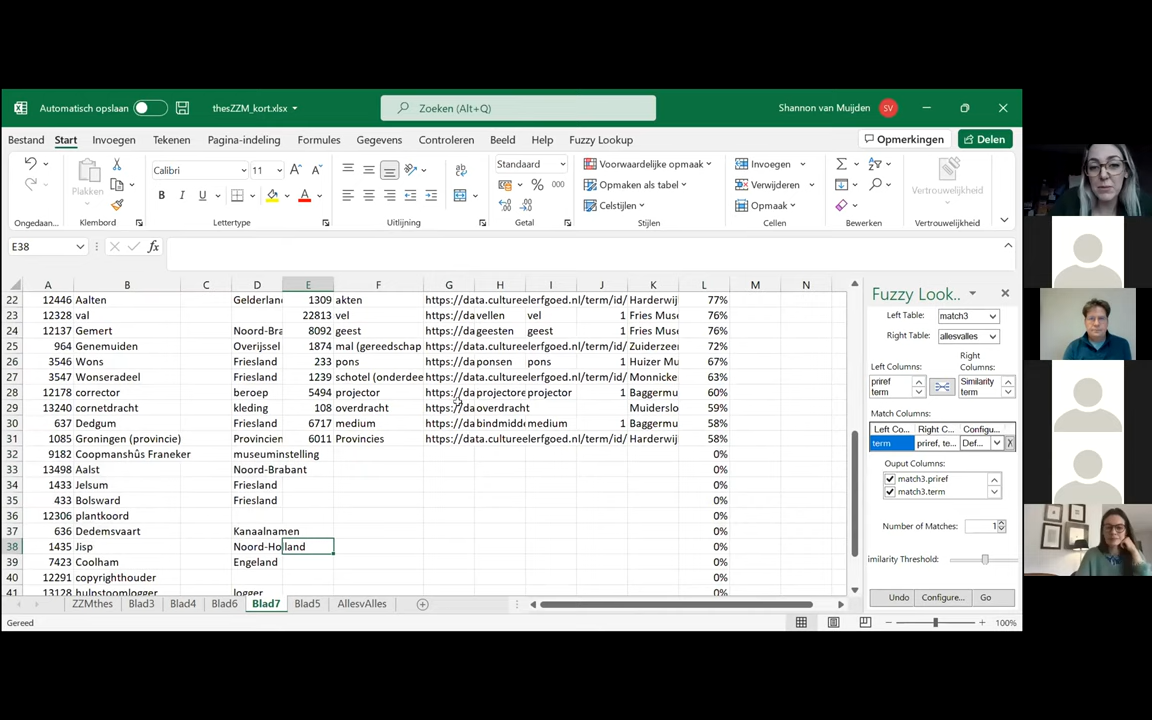 Automatisch opslaan
thesZZM_kort.xlsx
Zoeken (Alt+Q)
Shannon van Muijden SV
Bestand Start Invoegen Tekenen Pagina-indeling Formules Gegevens Controleren Beeld Help Fuzzy Lookup Opmerkingen Delen
Plakken Calibri 11 Standaard Voorwaardelijke opmaak Invoegen Vertrouwelijkheid
B I U A % 000 Opmaken als tabel Verwijderen
Celstijlen Opmaak
Ongedaan... Klembord Lettertype Uitlijning Getal Stijlen Cellen Bewerken Vertrouwelijkheid
E38 fx
A B C D E F G H I J K L M N
22 12446 Aalten Gelderlan 1309 akten https://data.cultureelerfgoed.nl/term/id/ Harderwij 77%
23 12328 val 22813 vel https://da vellen vel 1 Fries Muse 76%
24 12137 Gemert Noord-Bra 8092 geest https://da geesten geest 1 Fries Muse 76%
25 964 Genemuiden Overijssel 1874 mal (gereedschap https://data.cultureelerfgoed.nl/term/id/ Zuiderzee 72%
26 3546 Wons Friesland 233 pons https://da ponsen pons 1 Huizer Mu 67%
27 3547 Wonseradeel Friesland 1239 schotel (onderdee https://data.cultureelerfgoed.nl/term/id/ Monnicke 63%
28 12178 corrector beroep 5494 projector https://da projectore projector 1 Baggermu 60%
29 13240 cornetdracht kleding 108 overdracht https://da overdracht Muiderslo 59%
30 637 Dedgum Friesland 6717 medium https://da bindmidde medium 1 Baggermu 58%
31 1085 Groningen (provincie) Provincien 6011 Provincies https://data.cultureelerfgoed.nl/term/id/ Harderwij 58%
32 9182 Coopmanshûs Franeker museuminstelling 0%
33 13498 Aalst Noord-Brabant 0%
34 1433 Jelsum Friesland 0%
35 433 Bolsward Friesland 0%
36 12306 plantkoord 0%
37 636 Dedemsvaart Kanaalnamen 0%
38 1435 Jisp Noord-Holland 0%
39 7423 Coolham Engeland 0%
40 12291 copyrighthouder 0%
41 13128 hulpstoomlogger logger 0%
ZZMthes Blad3 Blad4 Blad6 Blad7 Blad5 AllesvAlles
Gereed 100%
Fuzzy Look...
Left Table: match3
Right Table: allesvalles
Left Columns: Right Columns:
priref Similarity
term term
Match Columns:
Left Co... Right C... Configu...
term priref, te... Def...
Ouput Columns:
match3.priref
match3.term
Number of Matches: 1
imilarity Threshold:
Undo Configure... Go